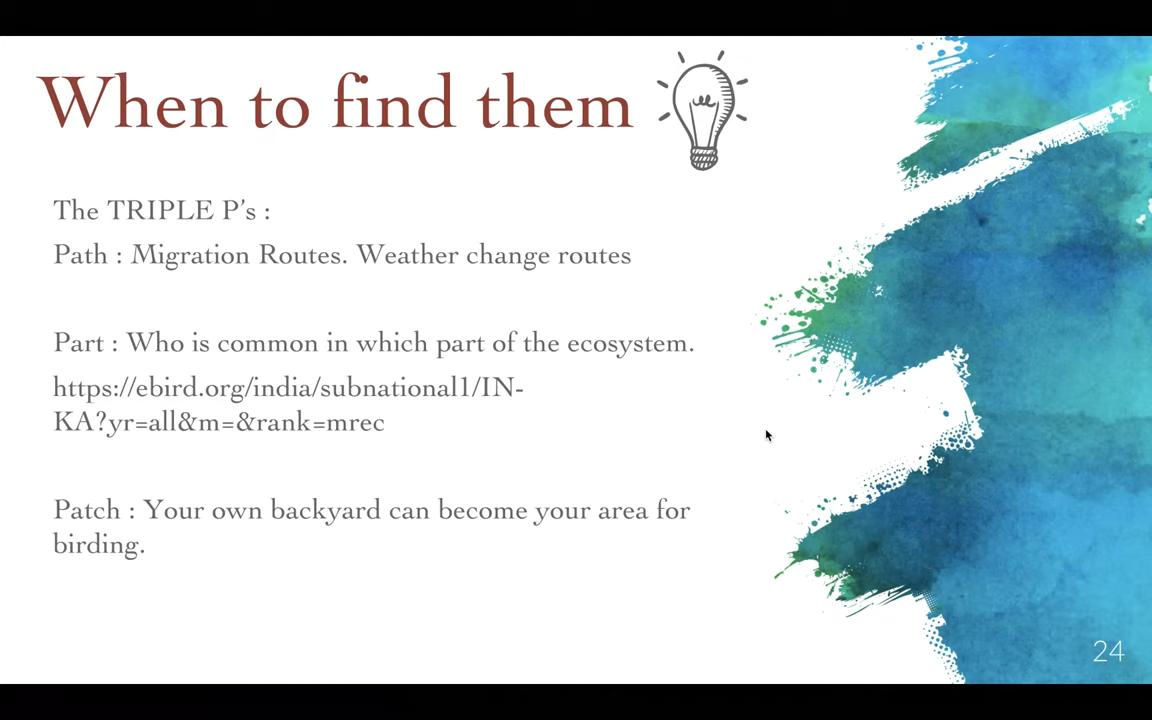 When to find them
The TRIPLE P's :
Path : Migration Routes. Weather change routes
Part : Who is common in which part of the ecosystem.
https://ebird.org/india/subnational1/IN-
KA?yr=all&m=&rank=mrec
Patch : Your own backyard can become your area for
birding.
24